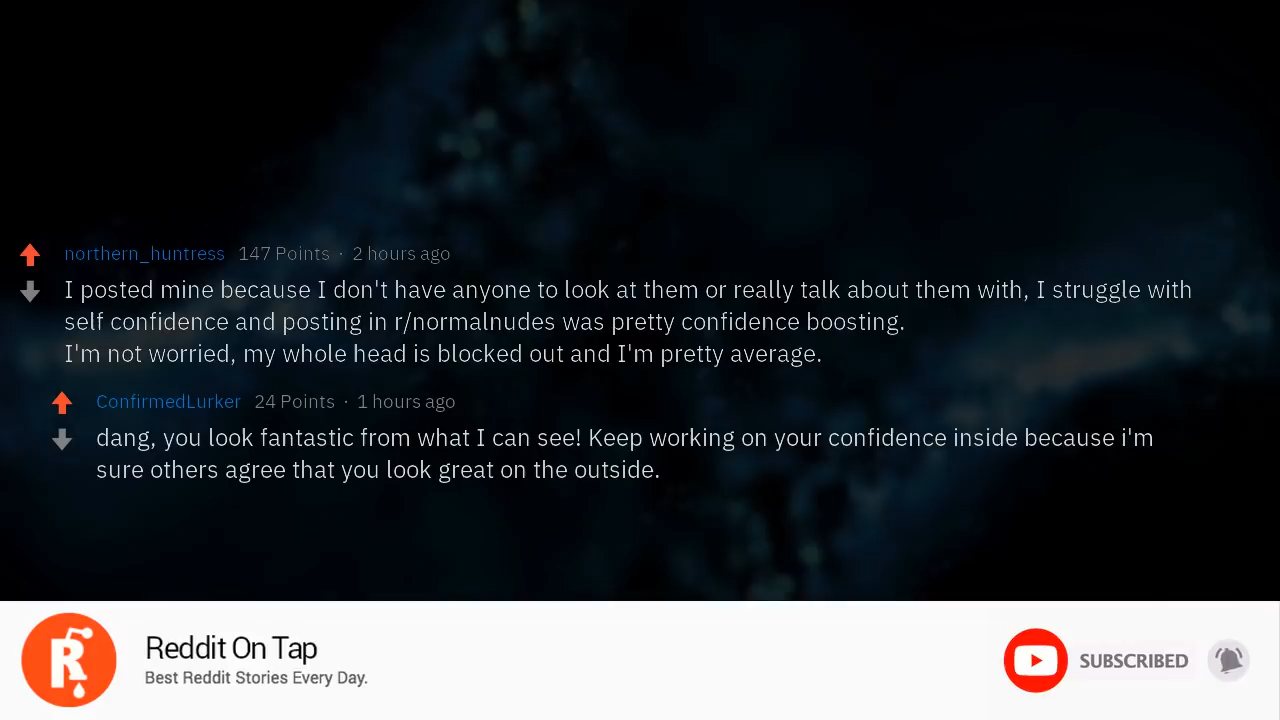 northern_huntress 147 Points · 2 hours ago
I posted mine because I don't have anyone to look at them or really talk about them with, I struggle with
self confidence and posting in r/normalnudes was pretty confidence boosting.
I'm not worried, my whole head is blocked out and I'm pretty average.
ConfirmedLurker 24 Points · 1 hours ago
dang, you look fantastic from what I can see! Keep working on your confidence inside because i'm
sure others agree that you look great on the outside.
Reddit On Tap
Best Reddit Stories Every Day.
SUBSCRIBED